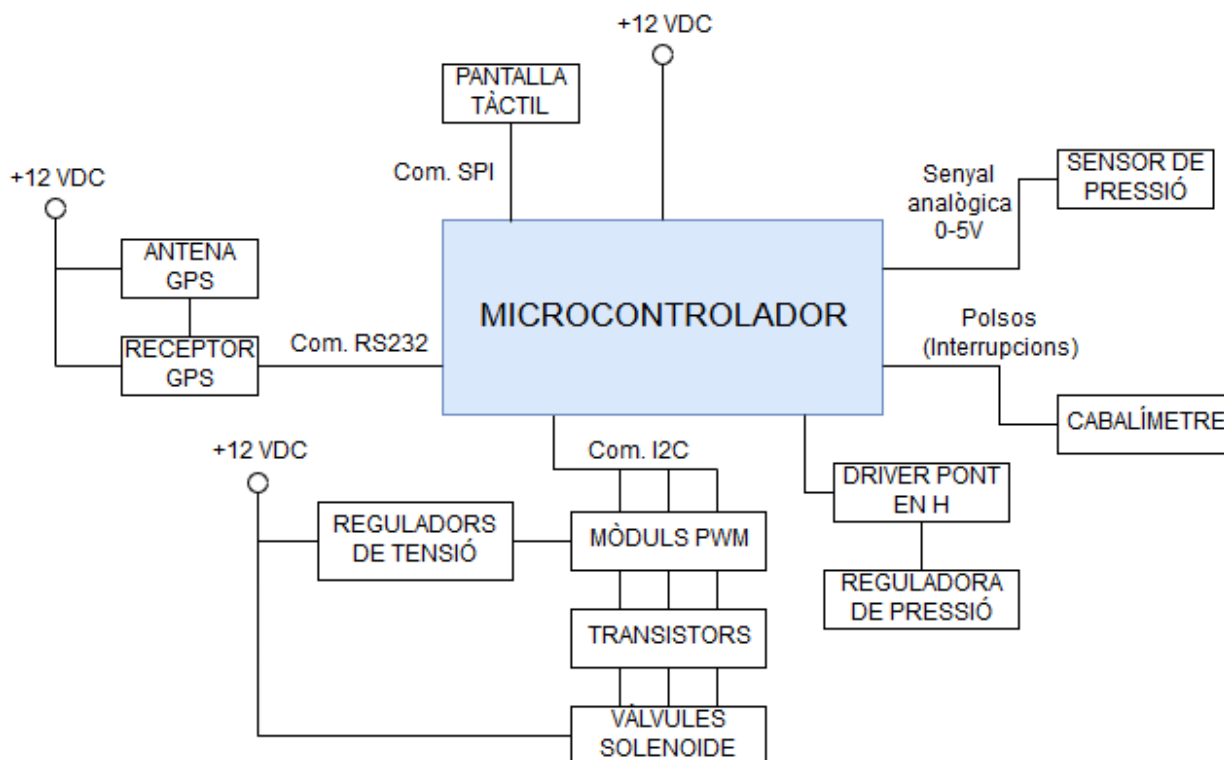 +12 VDC
PANTALLA
TÀCTIL
Com. SPI
+12 VDC
Senyal
analògica
0-5V
SENSOR DE
PRESSIÓ
ANTENA
GPS
MICROCONTROLADOR
RECEPTOR
GPS
Com. RS232
Polsos
(Interrupcions)
CABALÍMETRE
+12 VDC
Com. I2C
DRIVER PONT
EN H
REGULADORS
DE TENSIÓ
MÒDULS PWM
REGULADORA
DE PRESSIÓ
TRANSISTORS
VÀLVULES
SOLENOIDE